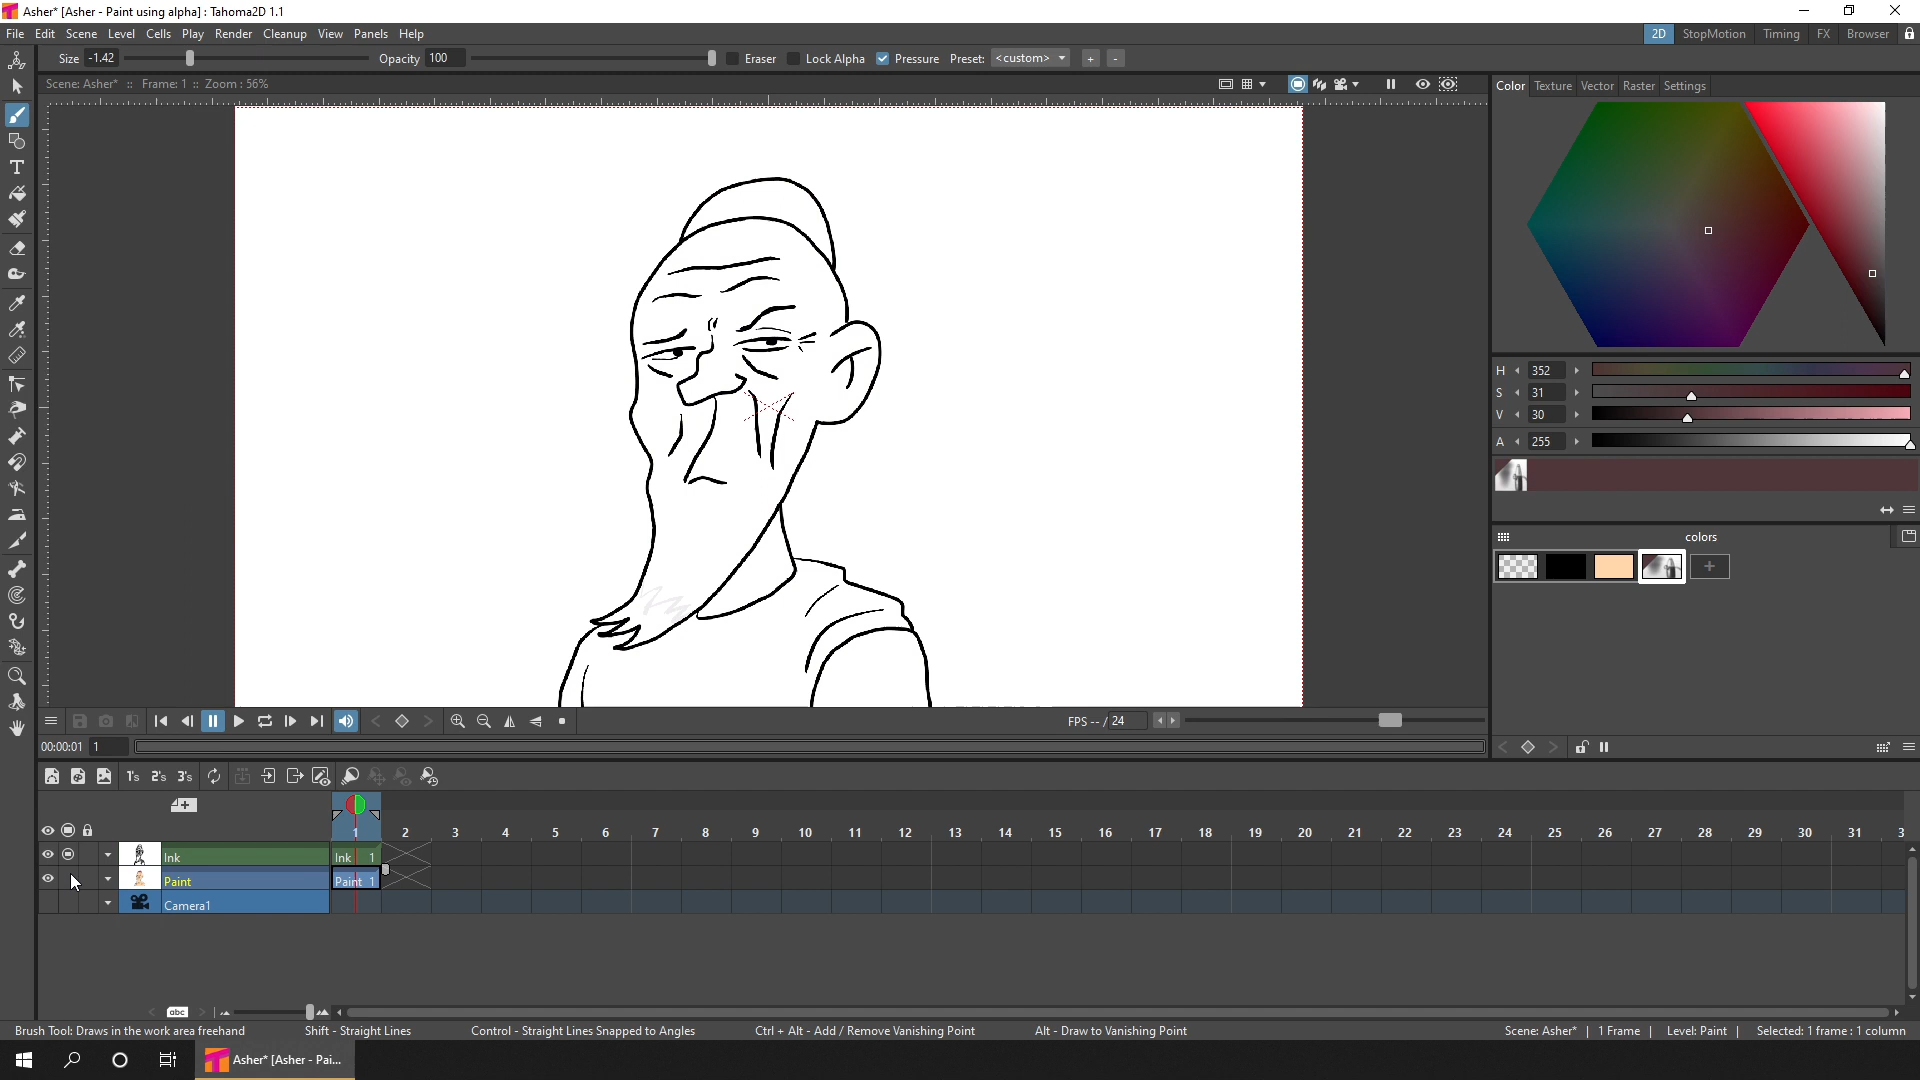 Asher* [Asher - Paint using alpha] : Tahoma2D 1.1
File Edit Scene Level Cells Play Render Cleanup View Panels Help
2D StopMotion Timing FX Browser
Size -1.42 Opacity 100 Eraser Lock Alpha Pressure Preset: <custom> + -
Scene: Asher* :: Frame: 1 :: Zoom : 56%
Color Texture Vector Raster Settings
H 352
S 31
V 30
A 255
colors
+
FPS -- / 24
00:00:01 1
1's 2's 3's
1 2 3 4 5 6 7 8 9 10 11 12 13 14 15 16 17 18 19 20 21 22 23 24 25 26 27 28 29 30 31 3
Ink Ink 1
Paint Paint 1
Camera1
abc
Brush Tool: Draws in the work area freehand Shift - Straight Lines Control - Straight Lines Snapped to Angles Ctrl + Alt - Add / Remove Vanishing Point Alt - Draw to Vanishing Point Scene: Asher* | 1 Frame | Level: Paint | Selected: 1 frame : 1 column
Asher* [Asher - Pai...